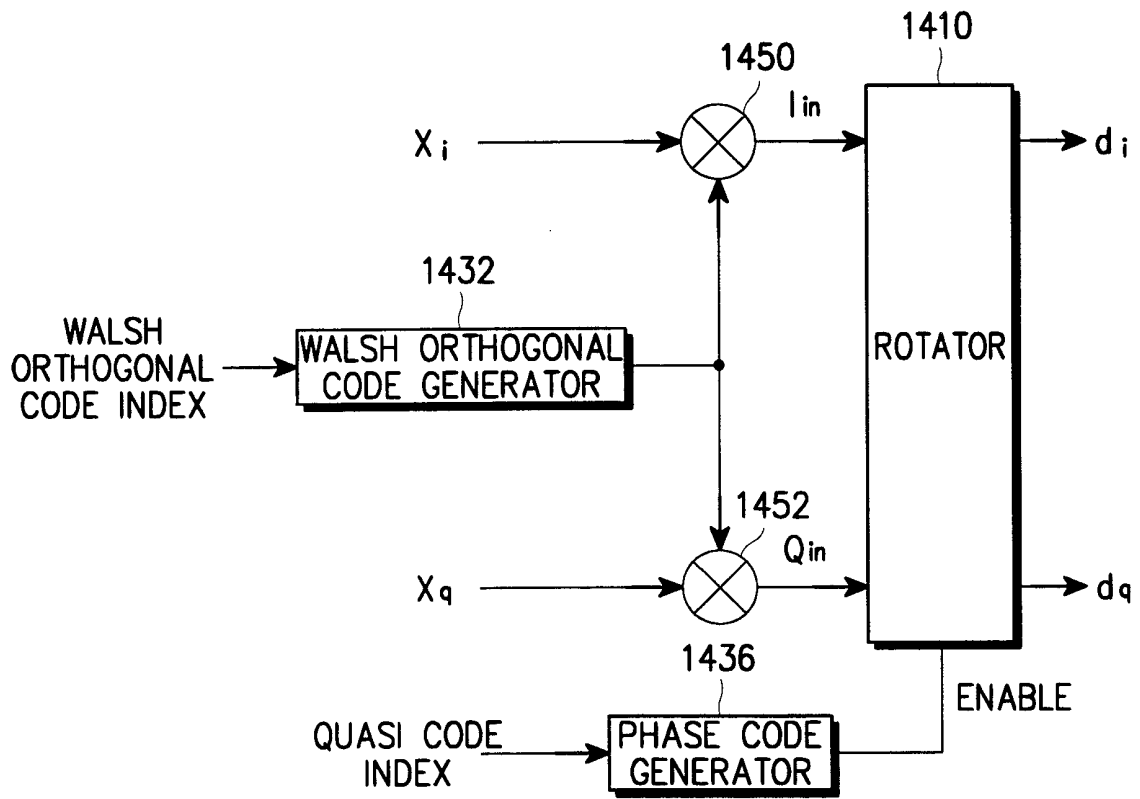 1410
1450
Iin
Xi
di
1432
WALSH
ORTHOGONAL
CODE INDEX
WALSH ORTHOGONAL
CODE GENERATOR
ROTATOR
1452
Qin
Xq
dq
1436
ENABLE
QUASI CODE
INDEX
PHASE CODE
GENERATOR